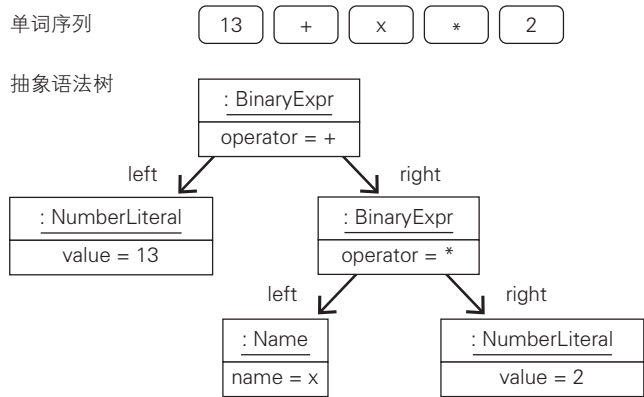 单词序列 13 + x * 2
抽象语法树
: BinaryExpr
operator = +
left right
: NumberLiteral : BinaryExpr
value = 13 operator = *
left right
: Name : NumberLiteral
name = x value = 2